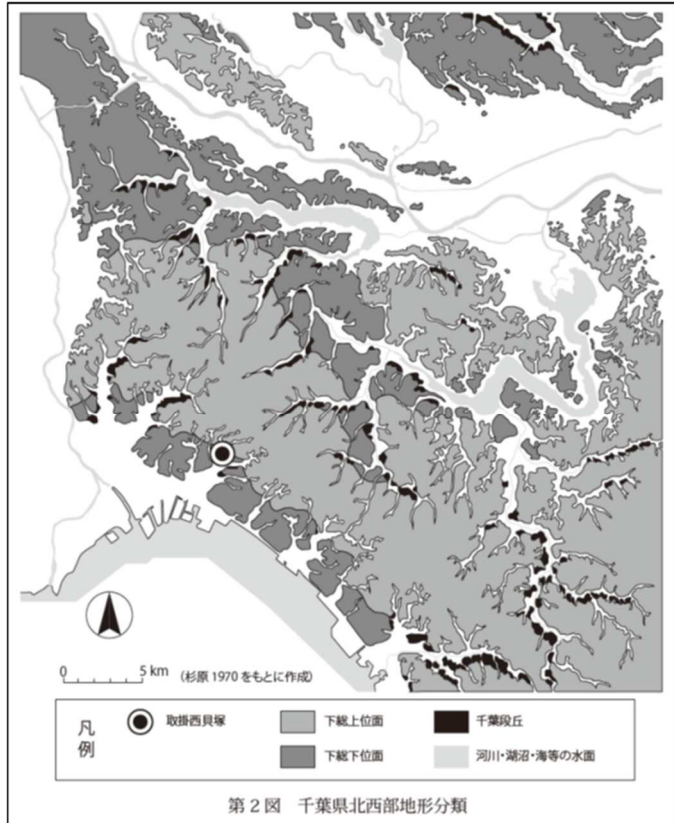 0 5 km (杉原 1970 をもとに作成)
凡例
取掛西貝塚
下総上位面
千葉段丘
下総下位面
河川・湖沼・海等の水面
第2図 千葉県北西部地形分類